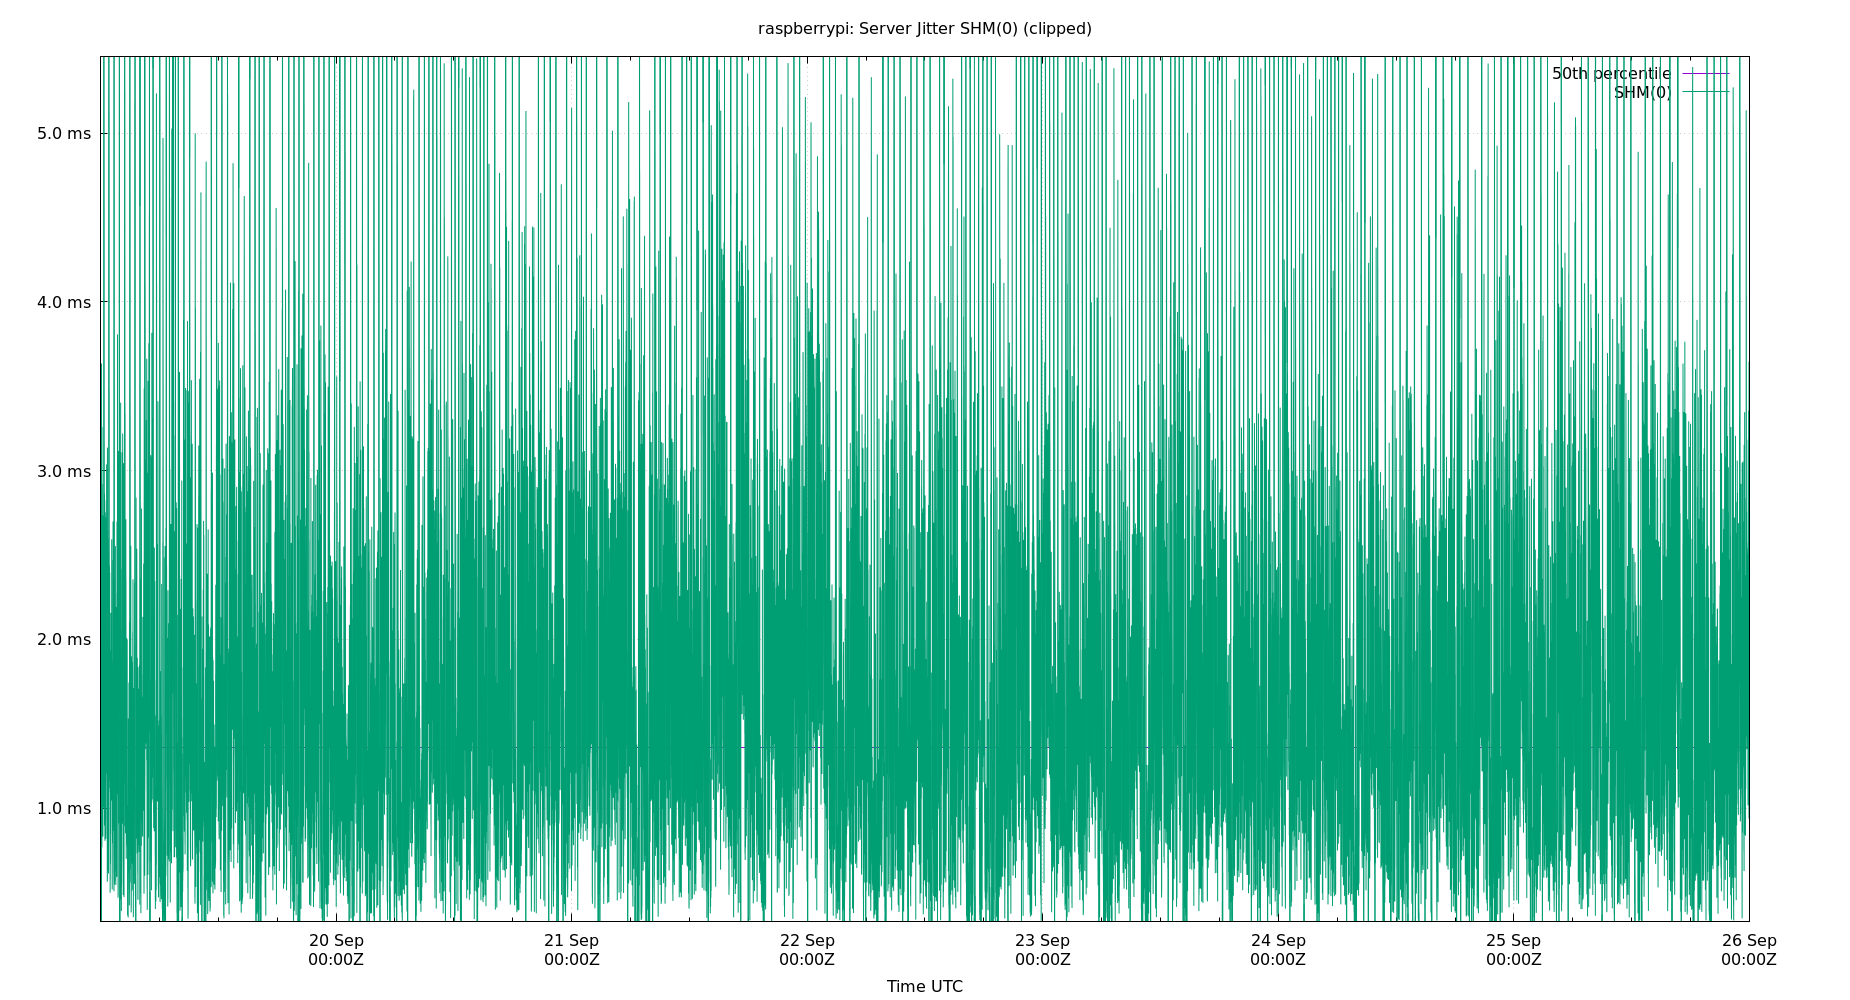 raspberrypi: Server Jitter SHM(0) (clipped)
50th percentile
SHM(0)
5.0 ms
4.0 ms
3.0 ms
2.0 ms
1.0 ms
20 Sep
00:00Z
21 Sep
00:00Z
22 Sep
00:00Z
23 Sep
00:00Z
24 Sep
00:00Z
25 Sep
00:00Z
26 Sep
00:00Z
Time UTC